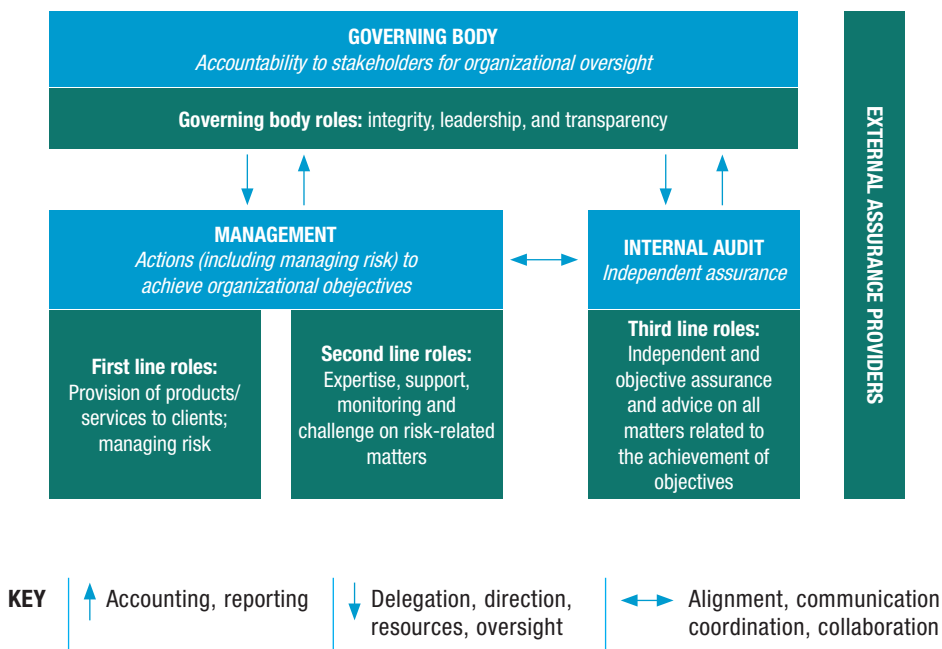 GOVERNING BODY
Accountability to stakeholders for organizational oversight
Governing body roles: integrity, leadership, and transparency
MANAGEMENT
Actions (including managing risk) to
achieve organizational obejectives
First line roles:
Provision of products/
services to clients;
managing risk
Second line roles:
Expertise, support,
monitoring and
challenge on risk-related
matters
INTERNAL AUDIT
Independent assurance
Third line roles:
Independent and
objective assurance
and advice on all
matters related to
the achievement of
objectives
EXTERNAL ASSURANCE PROVIDERS
KEY
Accounting, reporting
Delegation, direction,
resources, oversight
Alignment, communication
coordination, collaboration